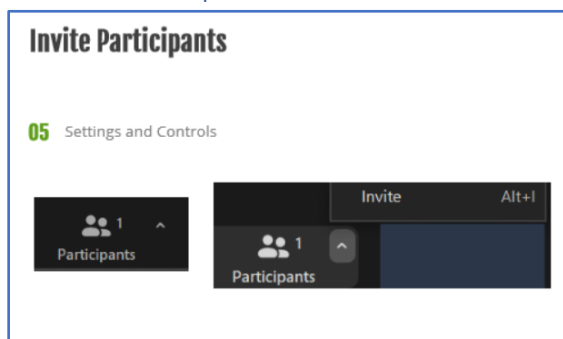 Invite Participants
05 Settings and Controls
1
Participants
Invite Alt+I
1
Participants